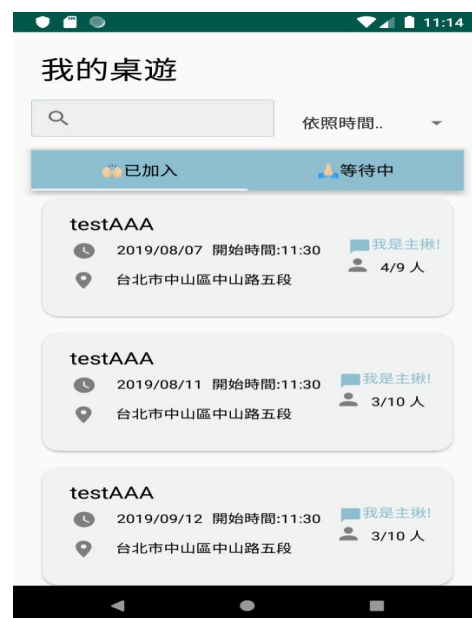 11:14
我的桌遊
依照時間..
已加入
等待中
testAAA
2019/08/07 開始時間:11:30
我是主揪!
4/9 人
台北市中山區中山路五段
testAAA
2019/08/11 開始時間:11:30
我是主揪!
3/10 人
台北市中山區中山路五段
testAAA
2019/09/12 開始時間:11:30
我是主揪!
3/10 人
台北市中山區中山路五段